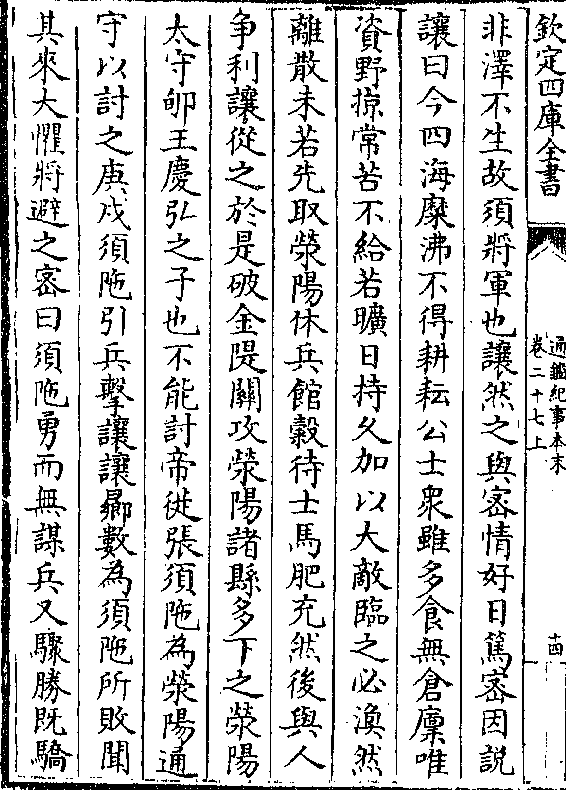 欽定四庫全書
通鑑紀事本末
卷二十七上
十四
非澤不生故須將軍也讓然之與密情好日篤密因説
讓曰今四海糜沸不得耕耘公士衆雖多食無倉廩唯
資野掠常苦不給若曠日持久加以大敵臨之必渙然
離散未若先取滎陽休兵館穀待士馬肥充然後與人
争利讓從之於是破金隄關攻滎陽諸縣多下之滎陽
太守郇王慶弘之子也不能討帝徙張須陁為滎陽通
守以討之庚戌須陁引兵擊讓讓曏數為須陁所敗聞
其來大懼將避之密曰須陁勇而無謀兵又驟勝既驕